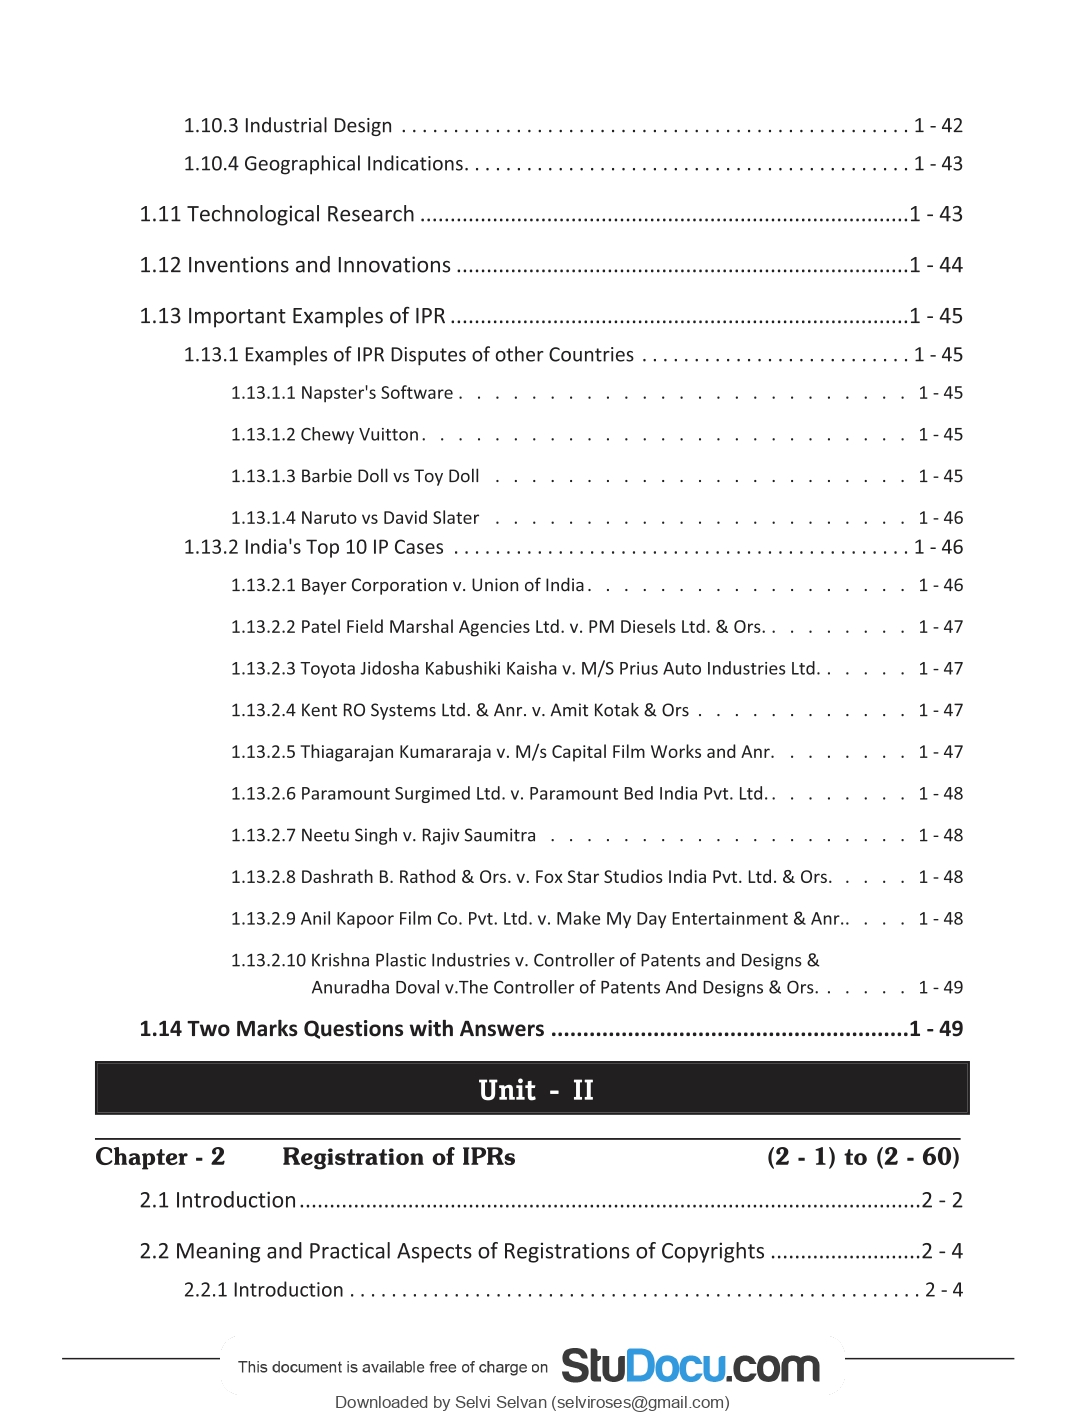 1.10.3 Industrial Design . . . . . . . . . . . . . . . . . . . . . . . . . . . . . . . . . . . . . . . . . . . . . . . . . 1 - 42
1.10.4 Geographical Indications. . . . . . . . . . . . . . . . . . . . . . . . . . . . . . . . . . . . . . . . . . . 1 - 43
1.11 Technological Research ..................................................................................1 - 43
1.12 Inventions and Innovations ...........................................................................1 - 44
1.13 Important Examples of IPR .............................................................................1 - 45
1.13.1 Examples of IPR Disputes of other Countries . . . . . . . . . . . . . . . . . . . . . . . . . . 1 - 45
1.13.1.1 Napster's Software . . . . . . . . . . . . . . . . . . . . . . . . . 1 - 45
1.13.1.2 Chewy Vuitton. . . . . . . . . . . . . . . . . . . . . . . . . . . 1 - 45
1.13.1.3 Barbie Doll vs Toy Doll . . . . . . . . . . . . . . . . . . . . . . . 1 - 45
1.13.1.4 Naruto vs David Slater . . . . . . . . . . . . . . . . . . . . . . . 1 - 46
1.13.2 India's Top 10 IP Cases . . . . . . . . . . . . . . . . . . . . . . . . . . . . . . . . . . . . . . . . . . . . 1 - 46
1.13.2.1 Bayer Corporation v. Union of India. . . . . . . . . . . . . . . . . . 1 - 46
1.13.2.2 Patel Field Marshal Agencies Ltd. v. PM Diesels Ltd. & Ors. . . . . . . . . 1 - 47
1.13.2.3 Toyota Jidosha Kabushiki Kaisha v. M/S Prius Auto Industries Ltd. . . . . . 1 - 47
1.13.2.4 Kent RO Systems Ltd. & Anr. v. Amit Kotak & Ors . . . . . . . . . . . . 1 - 47
1.13.2.5 Thiagarajan Kumararaja v. M/s Capital Film Works and Anr. . . . . . . . 1 - 47
1.13.2.6 Paramount Surgimed Ltd. v. Paramount Bed India Pvt. Ltd. . . . . . . . . 1 - 48
1.13.2.7 Neetu Singh v. Rajiv Saumitra . . . . . . . . . . . . . . . . . . . . 1 - 48
1.13.2.8 Dashrath B. Rathod & Ors. v. Fox Star Studios India Pvt. Ltd. & Ors. . . . . 1 - 48
1.13.2.9 Anil Kapoor Film Co. Pvt. Ltd. v. Make My Day Entertainment & Anr.. . . . 1 - 48
1.13.2.10 Krishna Plastic Industries v. Controller of Patents and Designs &
Anuradha Doval v.The Controller of Patents And Designs & Ors. . . . . . 1 - 49
1.14 Two Marks Questions with Answers ........................................................1 - 49
Unit - II
Chapter - 2 Registration of IPRs (2 - 1) to (2 - 60)
2.1 Introduction........................................................................................................2 - 2
2.2 Meaning and Practical Aspects of Registrations of Copyrights .........................2 - 4
2.2.1 Introduction . . . . . . . . . . . . . . . . . . . . . . . . . . . . . . . . . . . . . . . . . . . . . . . . . . . . . . . 2 - 4
This document is available free of charge on StuDocu.com
Downloaded by Selvi Selvan (selviroses@gmail.com)